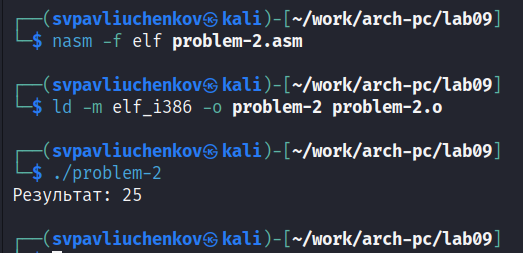 ┌──(svpavliuchenkov㉿kali)-[~/work/arch-pc/lab09]
└─$ nasm -f elf problem-2.asm
┌──(svpavliuchenkov㉿kali)-[~/work/arch-pc/lab09]
└─$ ld -m elf_i386 -o problem-2 problem-2.o
┌──(svpavliuchenkov㉿kali)-[~/work/arch-pc/lab09]
└─$ ./problem-2
Результат: 25
┌──(svpavliuchenkov㉿kali)-[~/work/arch-pc/lab09]